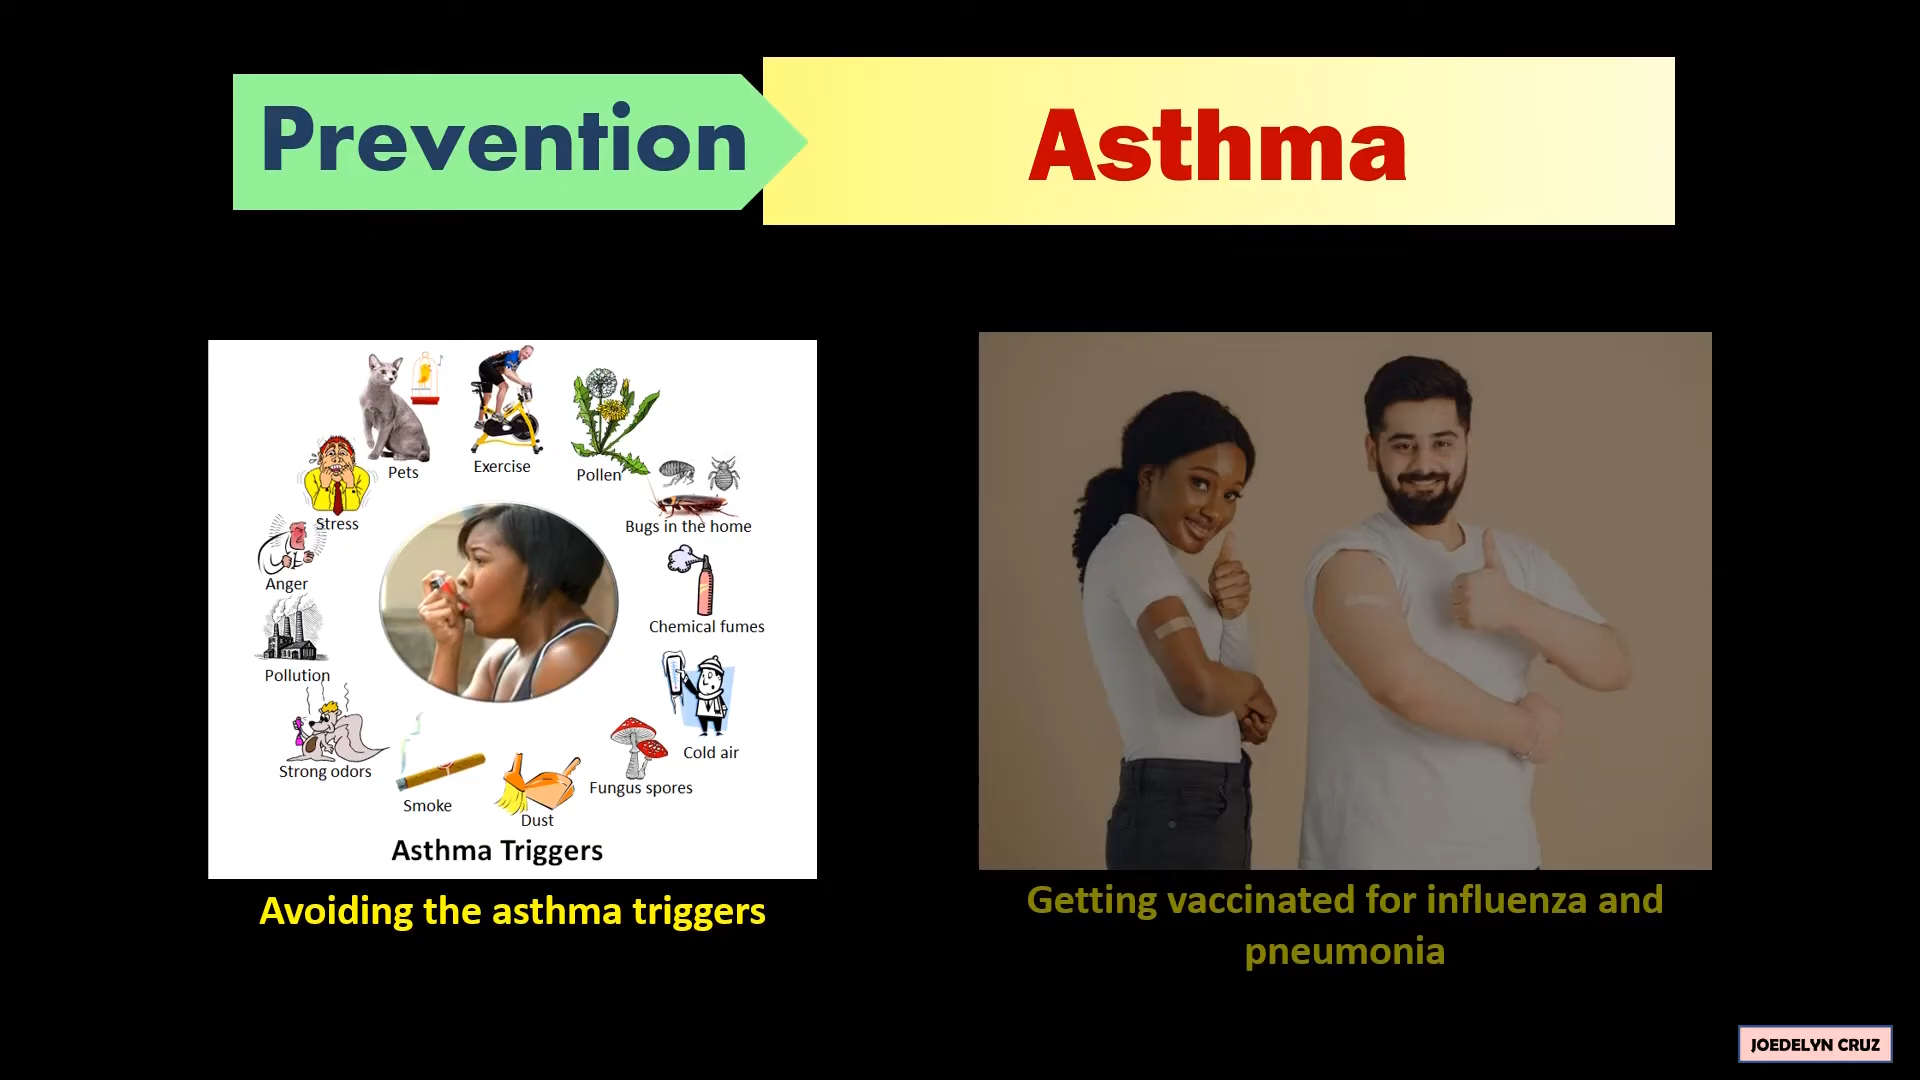 Prevention
Asthma
Pets
Exercise
Pollen
Stress
Bugs in the home
Anger
Chemical fumes
Pollution
Cold air
Strong odors
Fungus spores
Smoke
Dust
Asthma Triggers
Avoiding the asthma triggers
Getting vaccinated for influenza and
pneumonia
JOEDELYN CRUZ